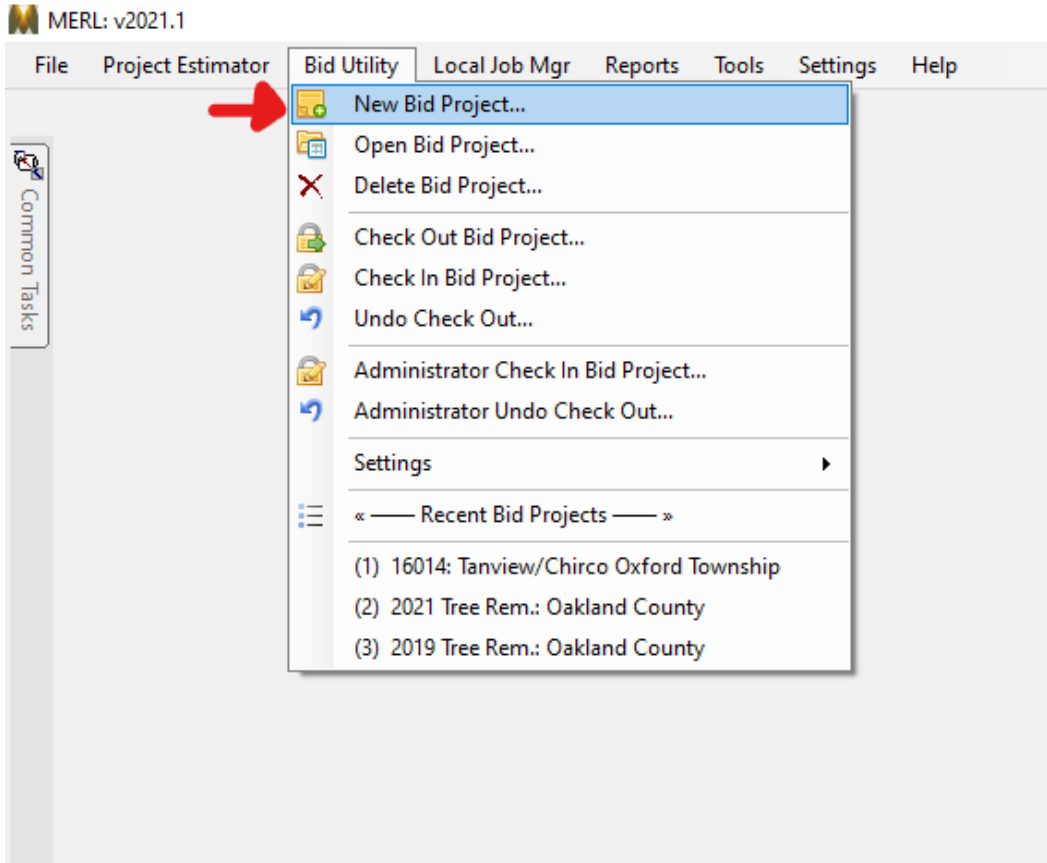 MERL: v2021.1
File Project Estimator Bid Utility Local Job Mgr Reports Tools Settings Help
New Bid Project...
Open Bid Project...
Delete Bid Project...
Common Tasks
Check Out Bid Project...
Check In Bid Project...
Undo Check Out...
Administrator Check In Bid Project...
Administrator Undo Check Out...
Settings
« —— Recent Bid Projects —— »
(1) 16014: Tanview/Chirco Oxford Township
(2) 2021 Tree Rem.: Oakland County
(3) 2019 Tree Rem.: Oakland County